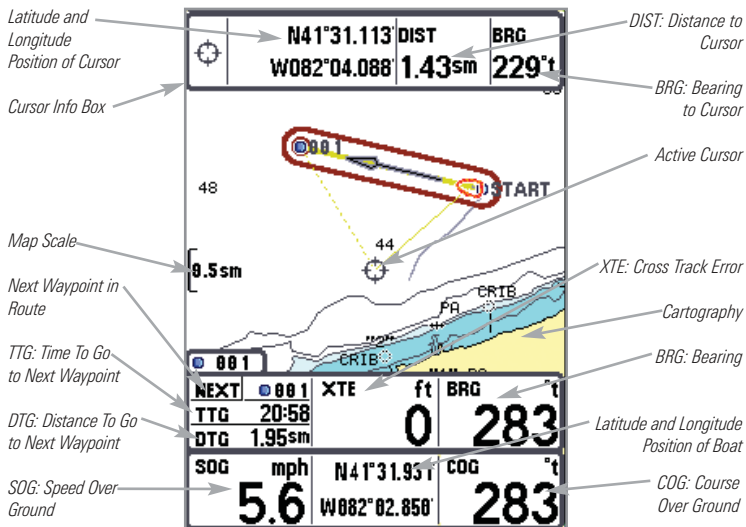 Latitude and
Longitude
Position of Cursor
Cursor Info Box
Map Scale
Next Waypoint in
Route
TTG: Time To Go
to Next Waypoint
DTG: Distance To Go
to Next Waypoint
SOG: Speed Over
Ground
N41°31.113'
W082°04.088'
DIST
1.43sm
BRG
229°t
001
START
48
44
9.5sm
PA
CRIB
"2"
CRIB
001
NEXT 001
TTG 20:58
DTG 1.95sm
XTE ft
0
BRG °t
283
SOG mph
5.6
N41°31.931'
W082°02.850'
COG °t
283
DIST: Distance to
Cursor
BRG: Bearing
to Cursor
Active Cursor
XTE: Cross Track Error
Cartography
BRG: Bearing
Latitude and Longitude
Position of Boat
COG: Course
Over Ground